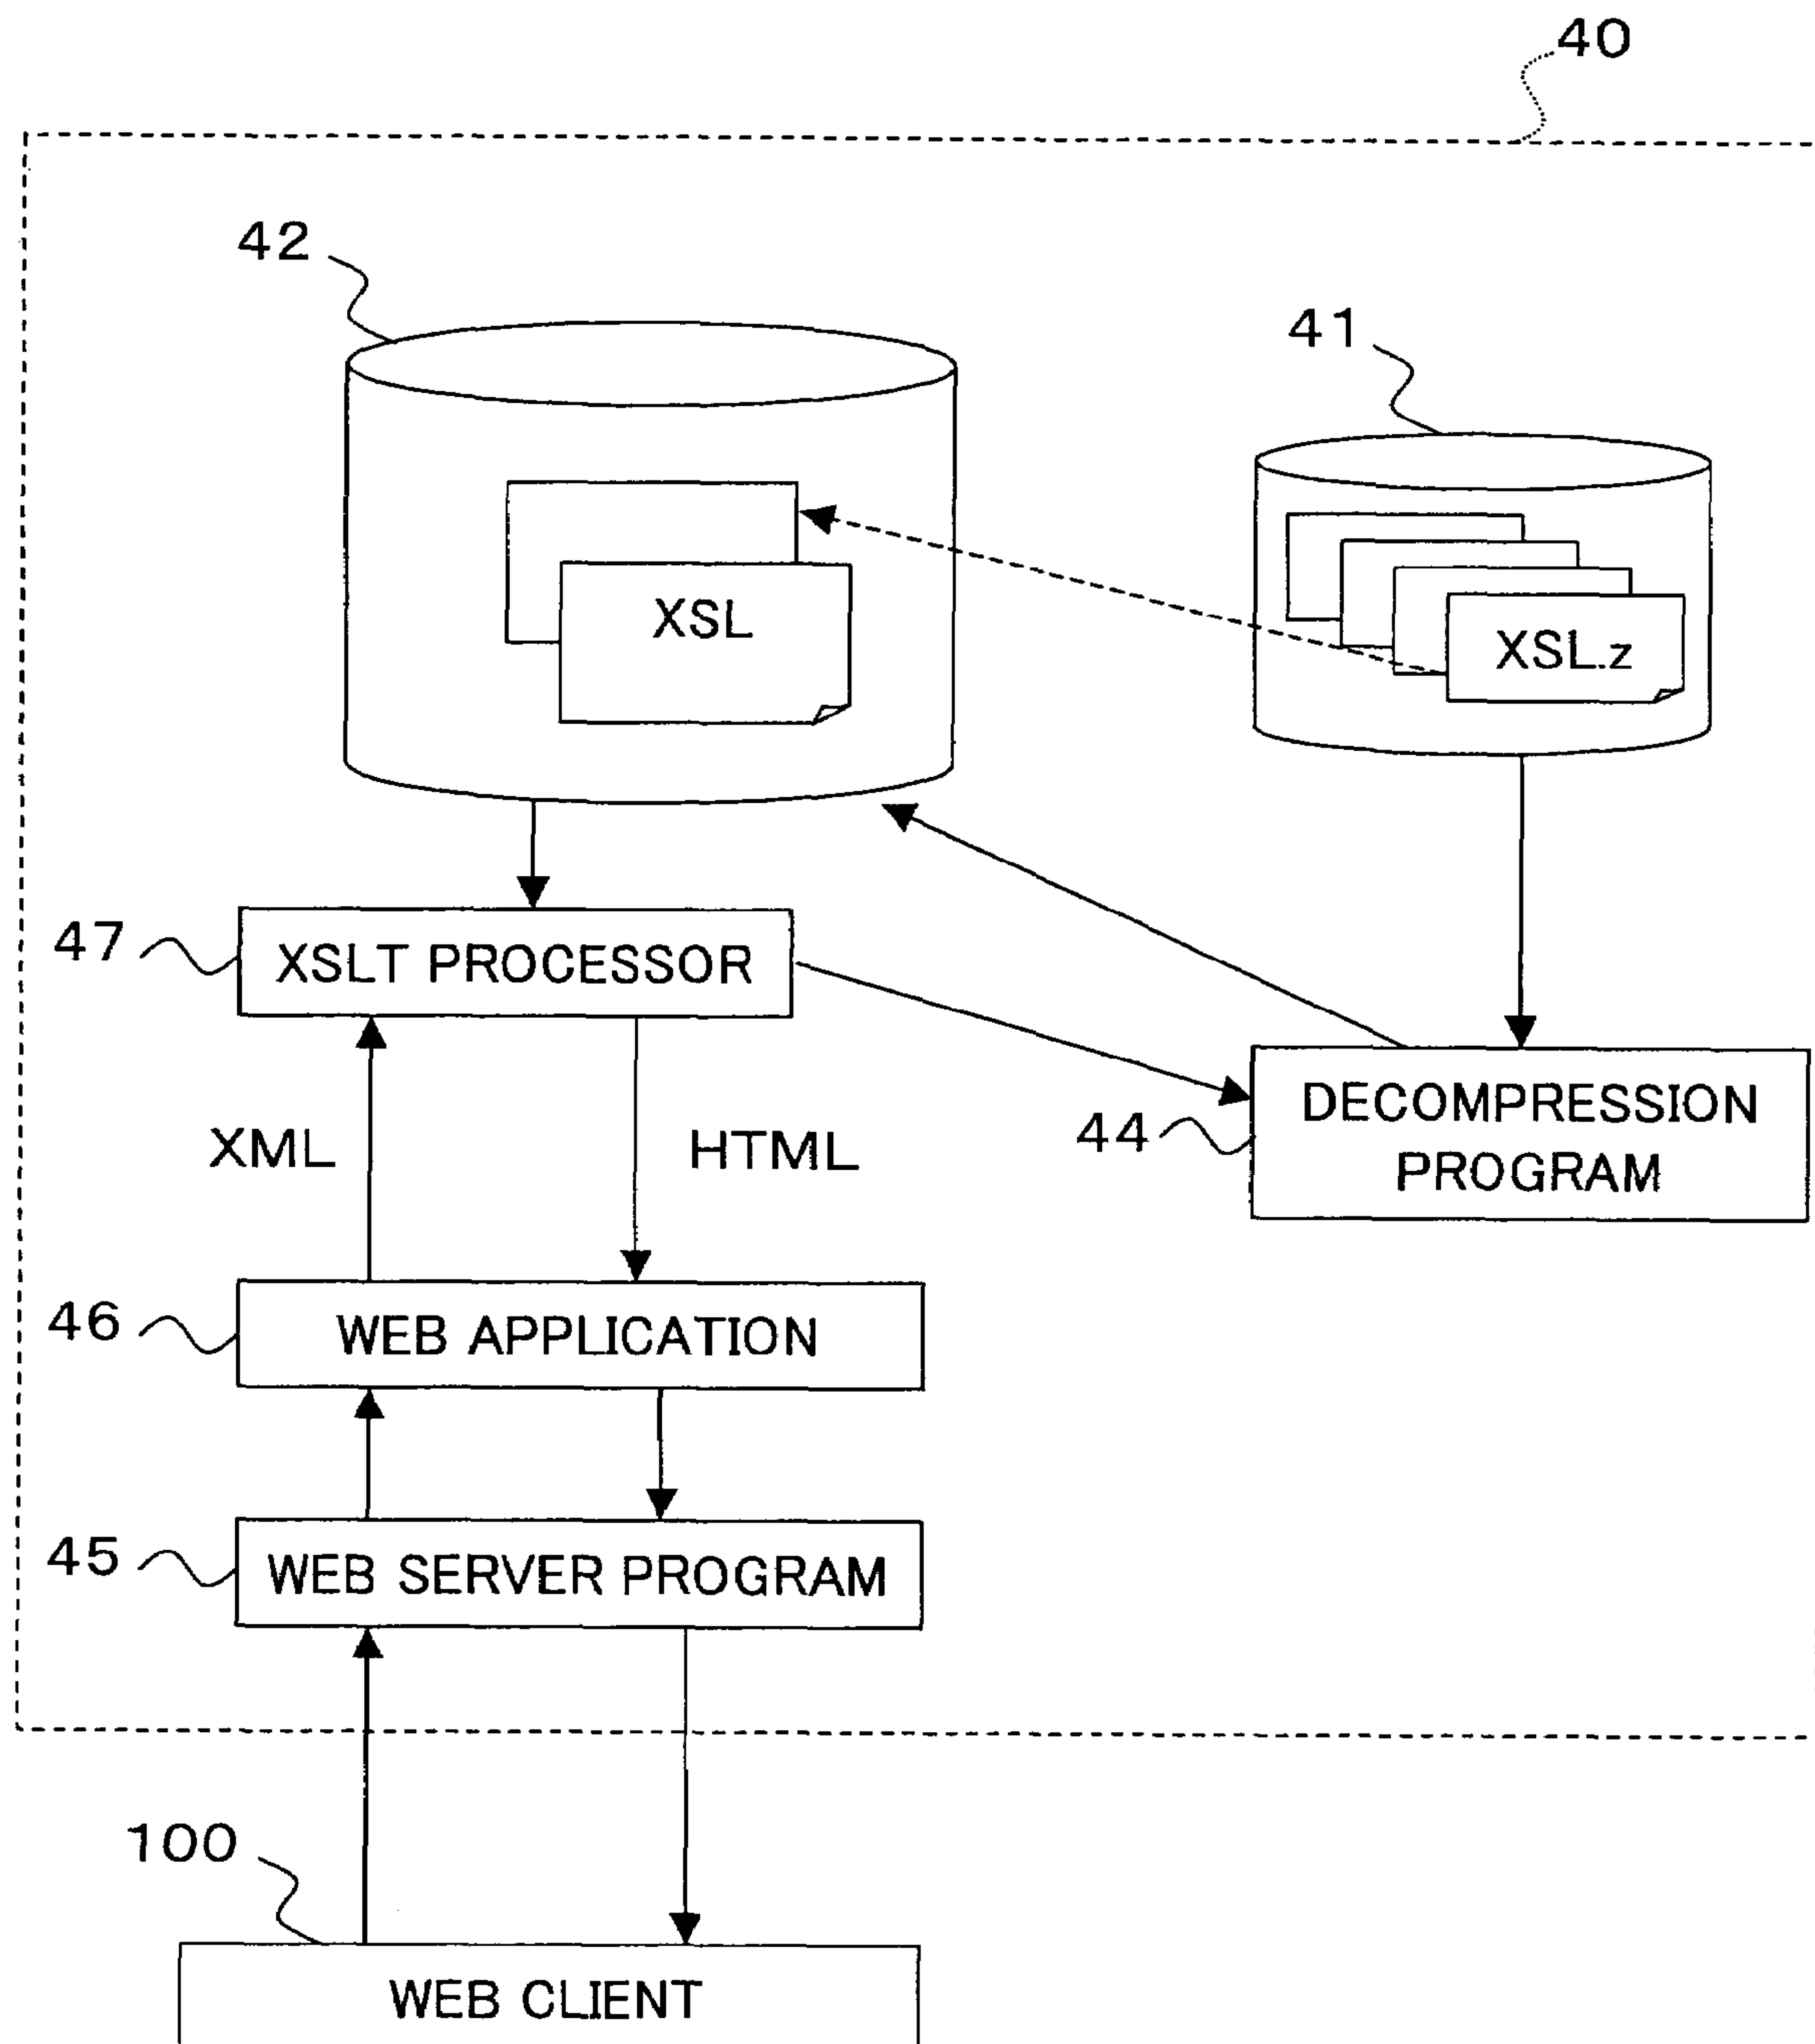 40
42
41
XSL
XSL.z
47
XSLT PROCESSOR
XML
HTML
44
DECOMPRESSION
PROGRAM
46
WEB APPLICATION
45
WEB SERVER PROGRAM
100
WEB CLIENT